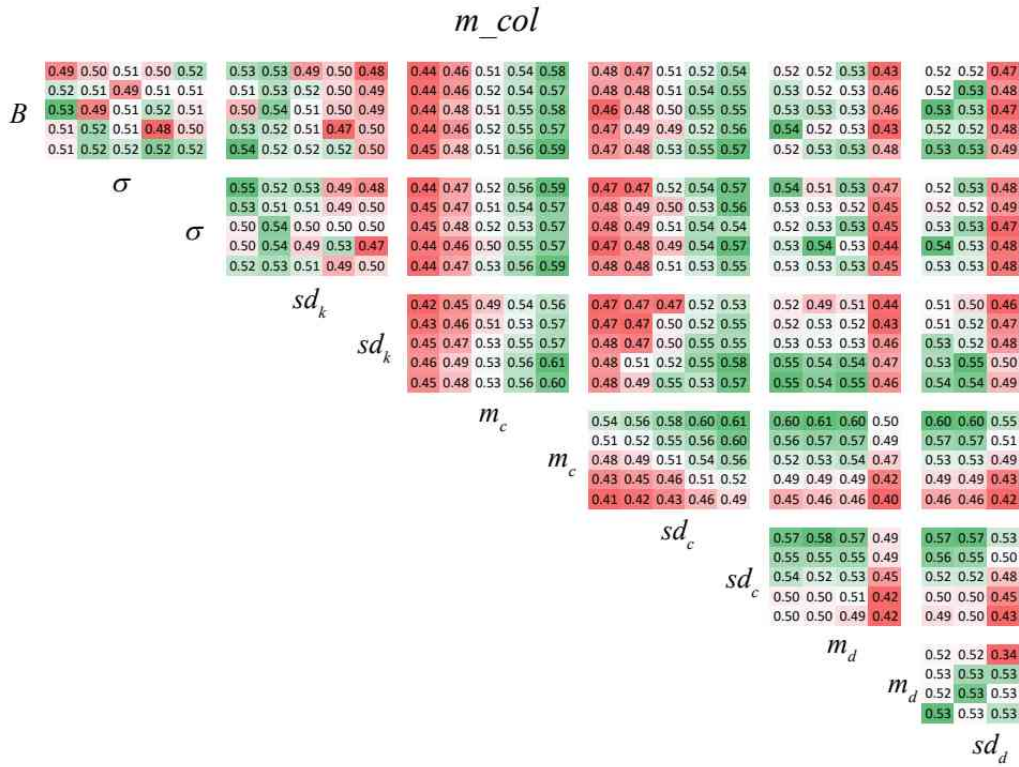 m_col
0.49 0.50 0.51 0.50 0.52 0.53 0.53 0.49 0.50 0.48 0.44 0.46 0.51 0.54 0.58 0.48 0.47 0.51 0.52 0.54 0.52 0.52 0.53 0.43 0.52 0.52 0.47
0.52 0.51 0.49 0.51 0.51 0.51 0.53 0.52 0.50 0.49 0.44 0.46 0.52 0.54 0.57 0.48 0.48 0.51 0.54 0.55 0.52 0.53 0.52 0.46 0.52 0.53 0.48
B 0.53 0.49 0.51 0.52 0.51 0.50 0.54 0.51 0.50 0.49 0.44 0.48 0.51 0.55 0.58 0.46 0.48 0.50 0.55 0.55 0.53 0.53 0.53 0.46 0.53 0.53 0.47
0.51 0.52 0.51 0.48 0.50 0.53 0.52 0.51 0.47 0.50 0.44 0.46 0.52 0.55 0.57 0.47 0.49 0.49 0.52 0.56 0.54 0.52 0.53 0.43 0.52 0.52 0.48
0.51 0.52 0.52 0.52 0.52 0.54 0.52 0.52 0.52 0.50 0.45 0.48 0.51 0.56 0.59 0.47 0.48 0.53 0.55 0.57 0.52 0.53 0.53 0.48 0.53 0.53 0.49
σ
0.55 0.52 0.53 0.49 0.48 0.44 0.47 0.52 0.56 0.59 0.47 0.47 0.52 0.54 0.57 0.54 0.51 0.53 0.47 0.52 0.53 0.48
0.53 0.51 0.51 0.49 0.50 0.45 0.47 0.51 0.54 0.57 0.48 0.49 0.50 0.53 0.56 0.53 0.53 0.52 0.45 0.52 0.52 0.49
σ 0.50 0.54 0.50 0.50 0.50 0.45 0.46 0.52 0.55 0.57 0.48 0.50 0.51 0.54 0.54 0.52 0.53 0.53 0.45 0.53 0.53 0.47
0.50 0.54 0.49 0.53 0.47 0.44 0.46 0.50 0.55 0.57 0.47 0.48 0.49 0.54 0.57 0.53 0.54 0.53 0.44 0.54 0.53 0.48
0.52 0.53 0.51 0.49 0.50 0.44 0.47 0.53 0.56 0.59 0.48 0.48 0.51 0.53 0.55 0.53 0.53 0.53 0.45 0.53 0.53 0.48
sd_k
0.42 0.45 0.49 0.54 0.56 0.47 0.47 0.47 0.52 0.53 0.52 0.49 0.51 0.44 0.51 0.50 0.46
0.43 0.46 0.51 0.53 0.57 0.47 0.47 0.50 0.52 0.55 0.52 0.53 0.52 0.43 0.51 0.52 0.47
sd_k 0.45 0.47 0.53 0.55 0.57 0.48 0.47 0.50 0.55 0.55 0.53 0.53 0.52 0.46 0.53 0.52 0.48
0.46 0.49 0.53 0.56 0.61 0.48 0.51 0.52 0.55 0.58 0.55 0.54 0.54 0.47 0.53 0.55 0.50
0.45 0.48 0.53 0.56 0.60 0.48 0.49 0.55 0.53 0.57 0.55 0.54 0.55 0.46 0.54 0.54 0.49
m_c
0.54 0.56 0.58 0.60 0.61 0.60 0.61 0.60 0.50 0.60 0.60 0.55
0.51 0.52 0.55 0.56 0.60 0.56 0.57 0.57 0.49 0.57 0.57 0.51
m_c 0.48 0.49 0.51 0.54 0.56 0.52 0.53 0.54 0.47 0.53 0.53 0.49
0.43 0.45 0.46 0.51 0.52 0.49 0.49 0.49 0.42 0.49 0.49 0.43
0.41 0.42 0.43 0.46 0.49 0.45 0.46 0.46 0.40 0.46 0.46 0.42
sd_c
0.57 0.58 0.57 0.49 0.57 0.57 0.53
0.55 0.55 0.55 0.49 0.56 0.55 0.50
sd_c 0.54 0.52 0.53 0.45 0.52 0.52 0.48
0.50 0.50 0.51 0.42 0.50 0.50 0.45
0.50 0.50 0.49 0.42 0.49 0.50 0.43
m_d
0.52 0.52 0.34
0.53 0.53 0.53
m_d 0.52 0.53 0.53
0.53 0.53 0.53
sd_d